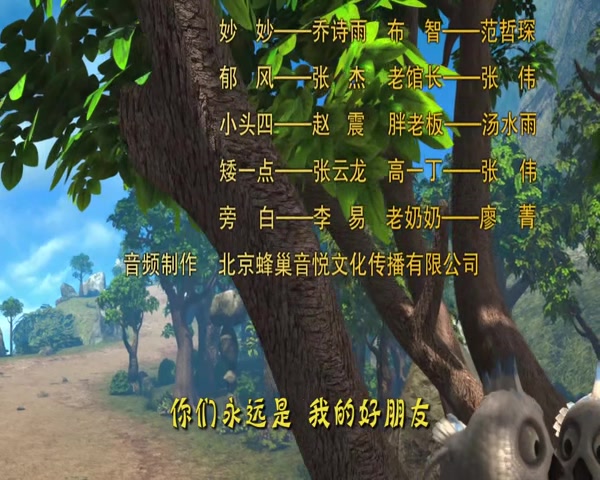 妙 妙——乔诗雨 布 智——范哲琛
郁 风——张 杰 老馆长——张 伟
小头四——赵 震 胖老板——汤水雨
矮一点——张云龙 高一丁——张 伟
旁 白——李 易 老奶奶——廖 菁
音频制作 北京蜂巢音悦文化传播有限公司
你们永远是 我的好朋友